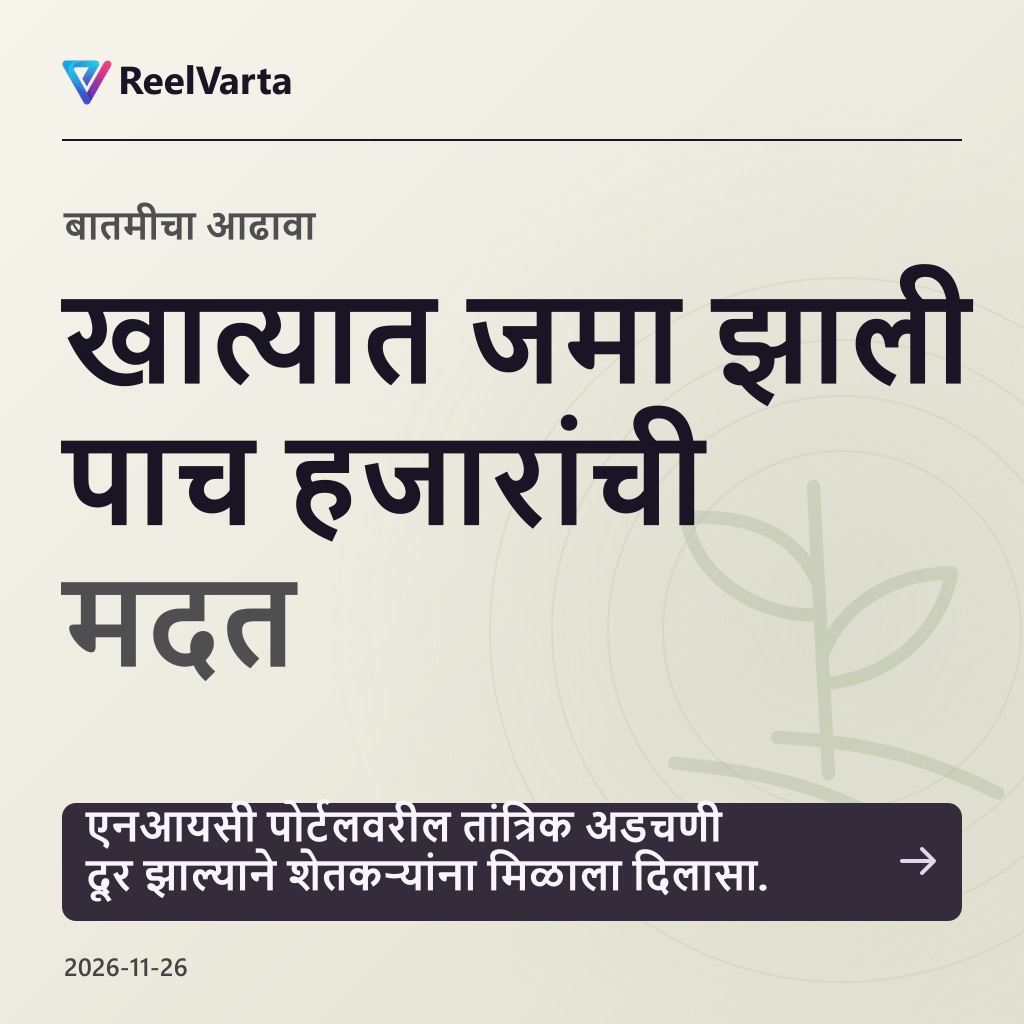 ReelVarta
बातमीचा आढावा
खात्यात जमा झाली
पाच हजारांची
मदत
एनआयसी पोर्टलवरील तांत्रिक अडचणी
दूर झाल्याने शेतकऱ्यांना मिळाला दिलासा.
2026-11-26